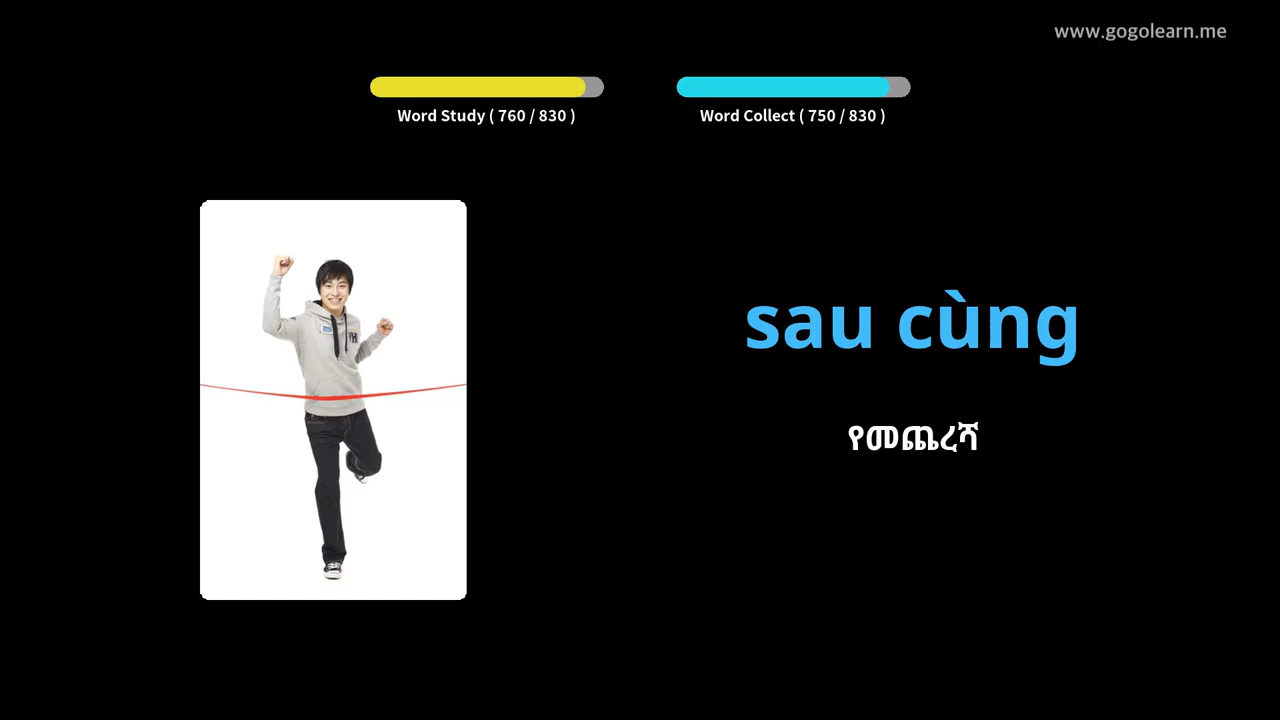 www.gogolearn.me
Word Study ( 760 / 830 )
Word Collect ( 750 / 830 )
sau cùng
የመጨረሻ